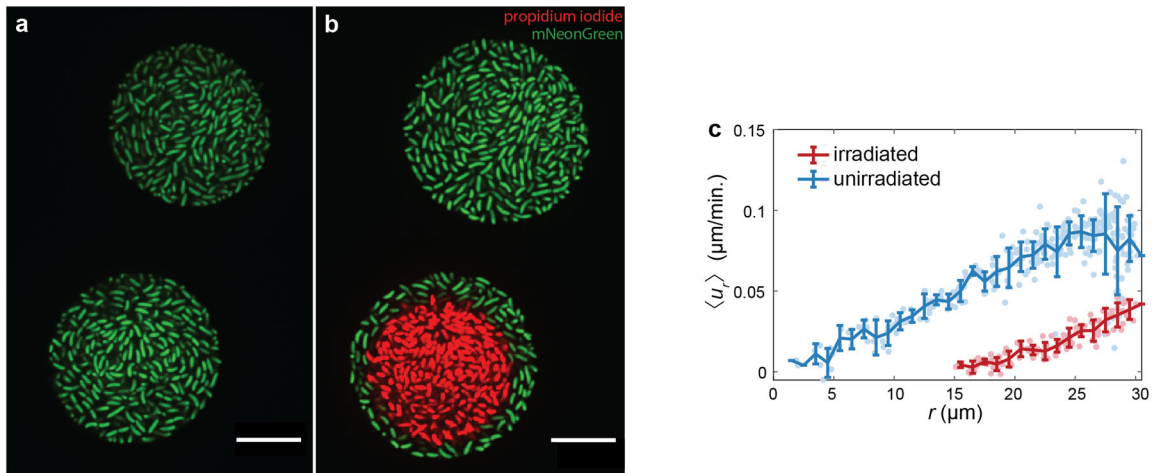 a
b
propidium iodide
mNeonGreen
c
irradiated
unirradiated
⟨u_r⟩ (μm/min.)
0.15
0.1
0.05
0
0
5
10
15
20
25
30
r (μm)